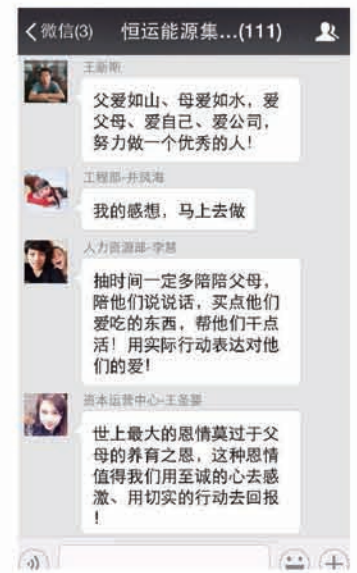 微信(3) 恒运能源集...(111)
王新昕
父爱如山、母爱如水，爱
父母、爱自己、爱公司，
努力做一个优秀的人！
工程部-井凤海
我的感想，马上去做
人力资源部-李慧
抽时间一定多陪陪父母，
陪他们说说话，买点他们
爱吃的东西，帮他们干点
活！用实际行动表达对他
们的爱！
资本运营中心-王
世上最大的恩情莫过于父
母的养育之恩，这种恩情
值得我们用至诚的心去感
激、用切实的行动去回报
！